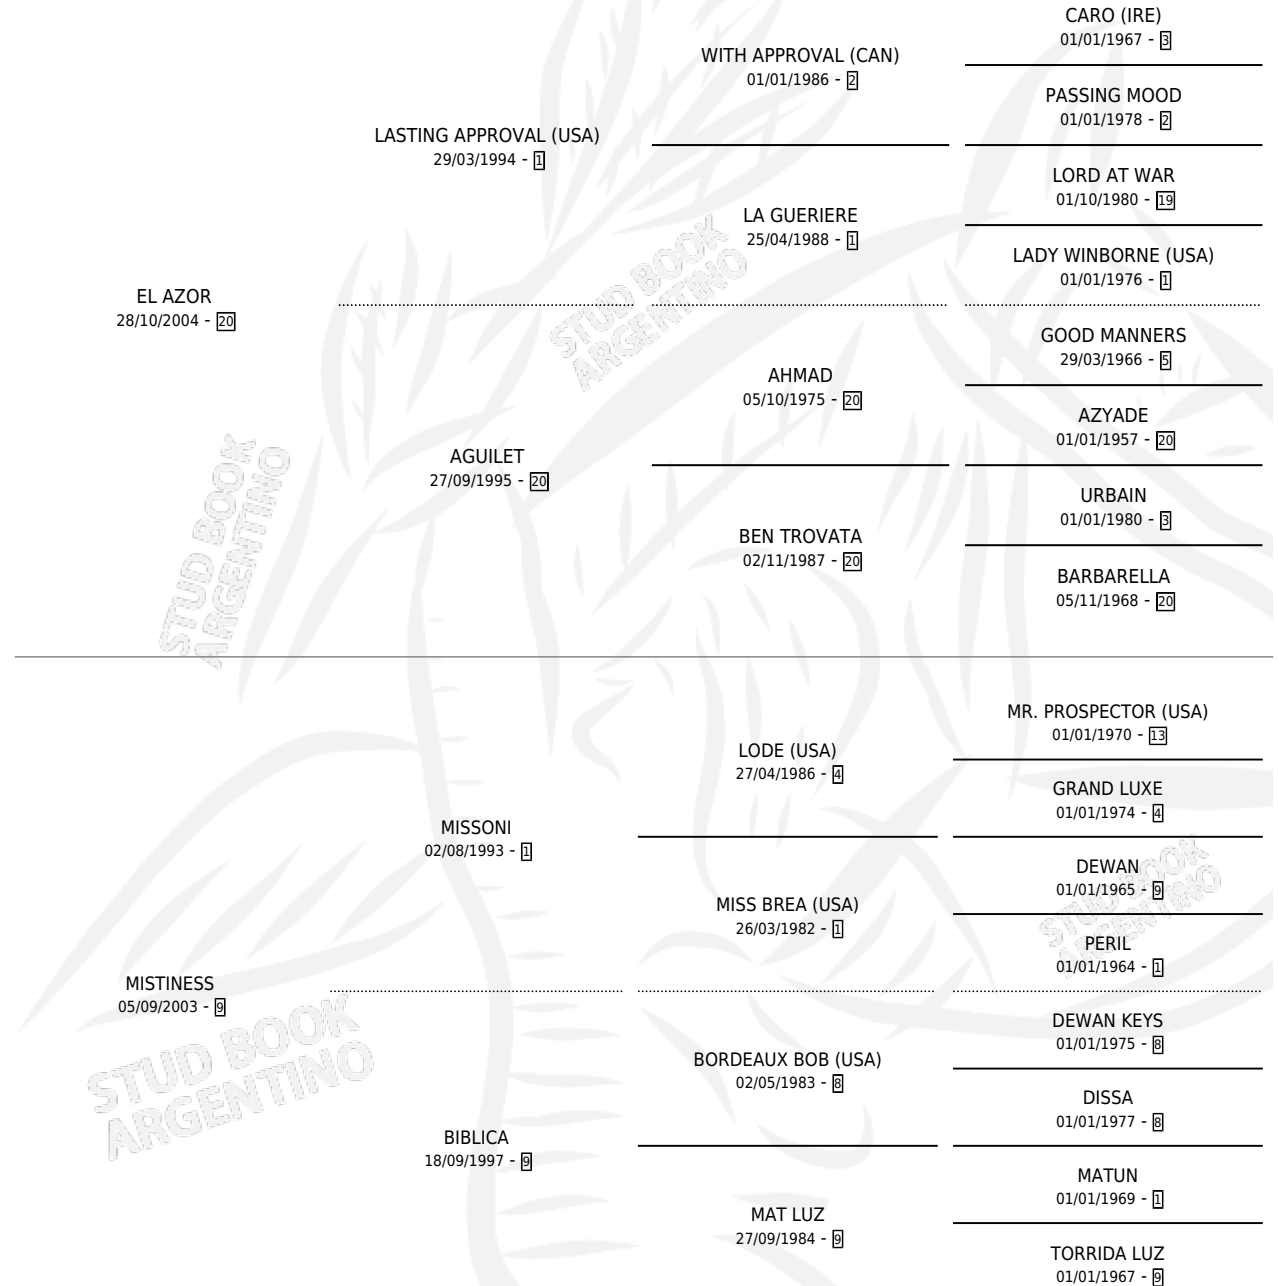 CARO (IRE)
01/01/1967 - 3
WITH APPROVAL (CAN)
01/01/1986 - 2
PASSING MOOD
01/01/1978 - 2
LASTING APPROVAL (USA)
29/03/1994 - 1
LORD AT WAR
01/10/1980 - 19
LA GUERIERE
25/04/1988 - 1
LADY WINBORNE (USA)
01/01/1976 - 1
EL AZOR
28/10/2004 - 20
GOOD MANNERS
29/03/1966 - 5
AHMAD
05/10/1975 - 20
AZYADE
01/01/1957 - 20
AGUILET
27/09/1995 - 20
URBAIN
01/01/1980 - 3
BEN TROVATA
02/11/1987 - 20
BARBARELLA
05/11/1968 - 20
MR. PROSPECTOR (USA)
01/01/1970 - 13
LODE (USA)
27/04/1986 - 4
GRAND LUXE
01/01/1974 - 4
MISSONI
02/08/1993 - 1
DEWAN
01/01/1965 - 9
MISS BREA (USA)
26/03/1982 - 1
PERIL
01/01/1964 - 1
MISTINESS
05/09/2003 - 9
DEWAN KEYS
01/01/1975 - 8
BORDEAUX BOB (USA)
02/05/1983 - 8
DISSA
01/01/1977 - 8
BIBLICA
18/09/1997 - 9
MATUN
01/01/1969 - 1
MAT LUZ
27/09/1984 - 9
TORRIDA LUZ
01/01/1967 - 9
STUD BOOK
ARGENTINO
STUD BOOK
ARGENTINO
STUD BOOK
ARGENTINO
STUD BOOK
ARGENTINO